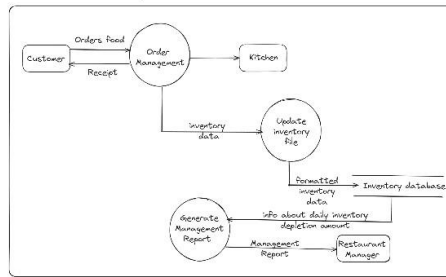 Orders food
Customer
Receipt
Order
Management
Kitchen
inventory
data
Update
inventory
file
formatted
inventory
data
Inventory database
info about daily inventory
depletion amount
Generate
Management
Report
Management
Report
Restaurant
Manager